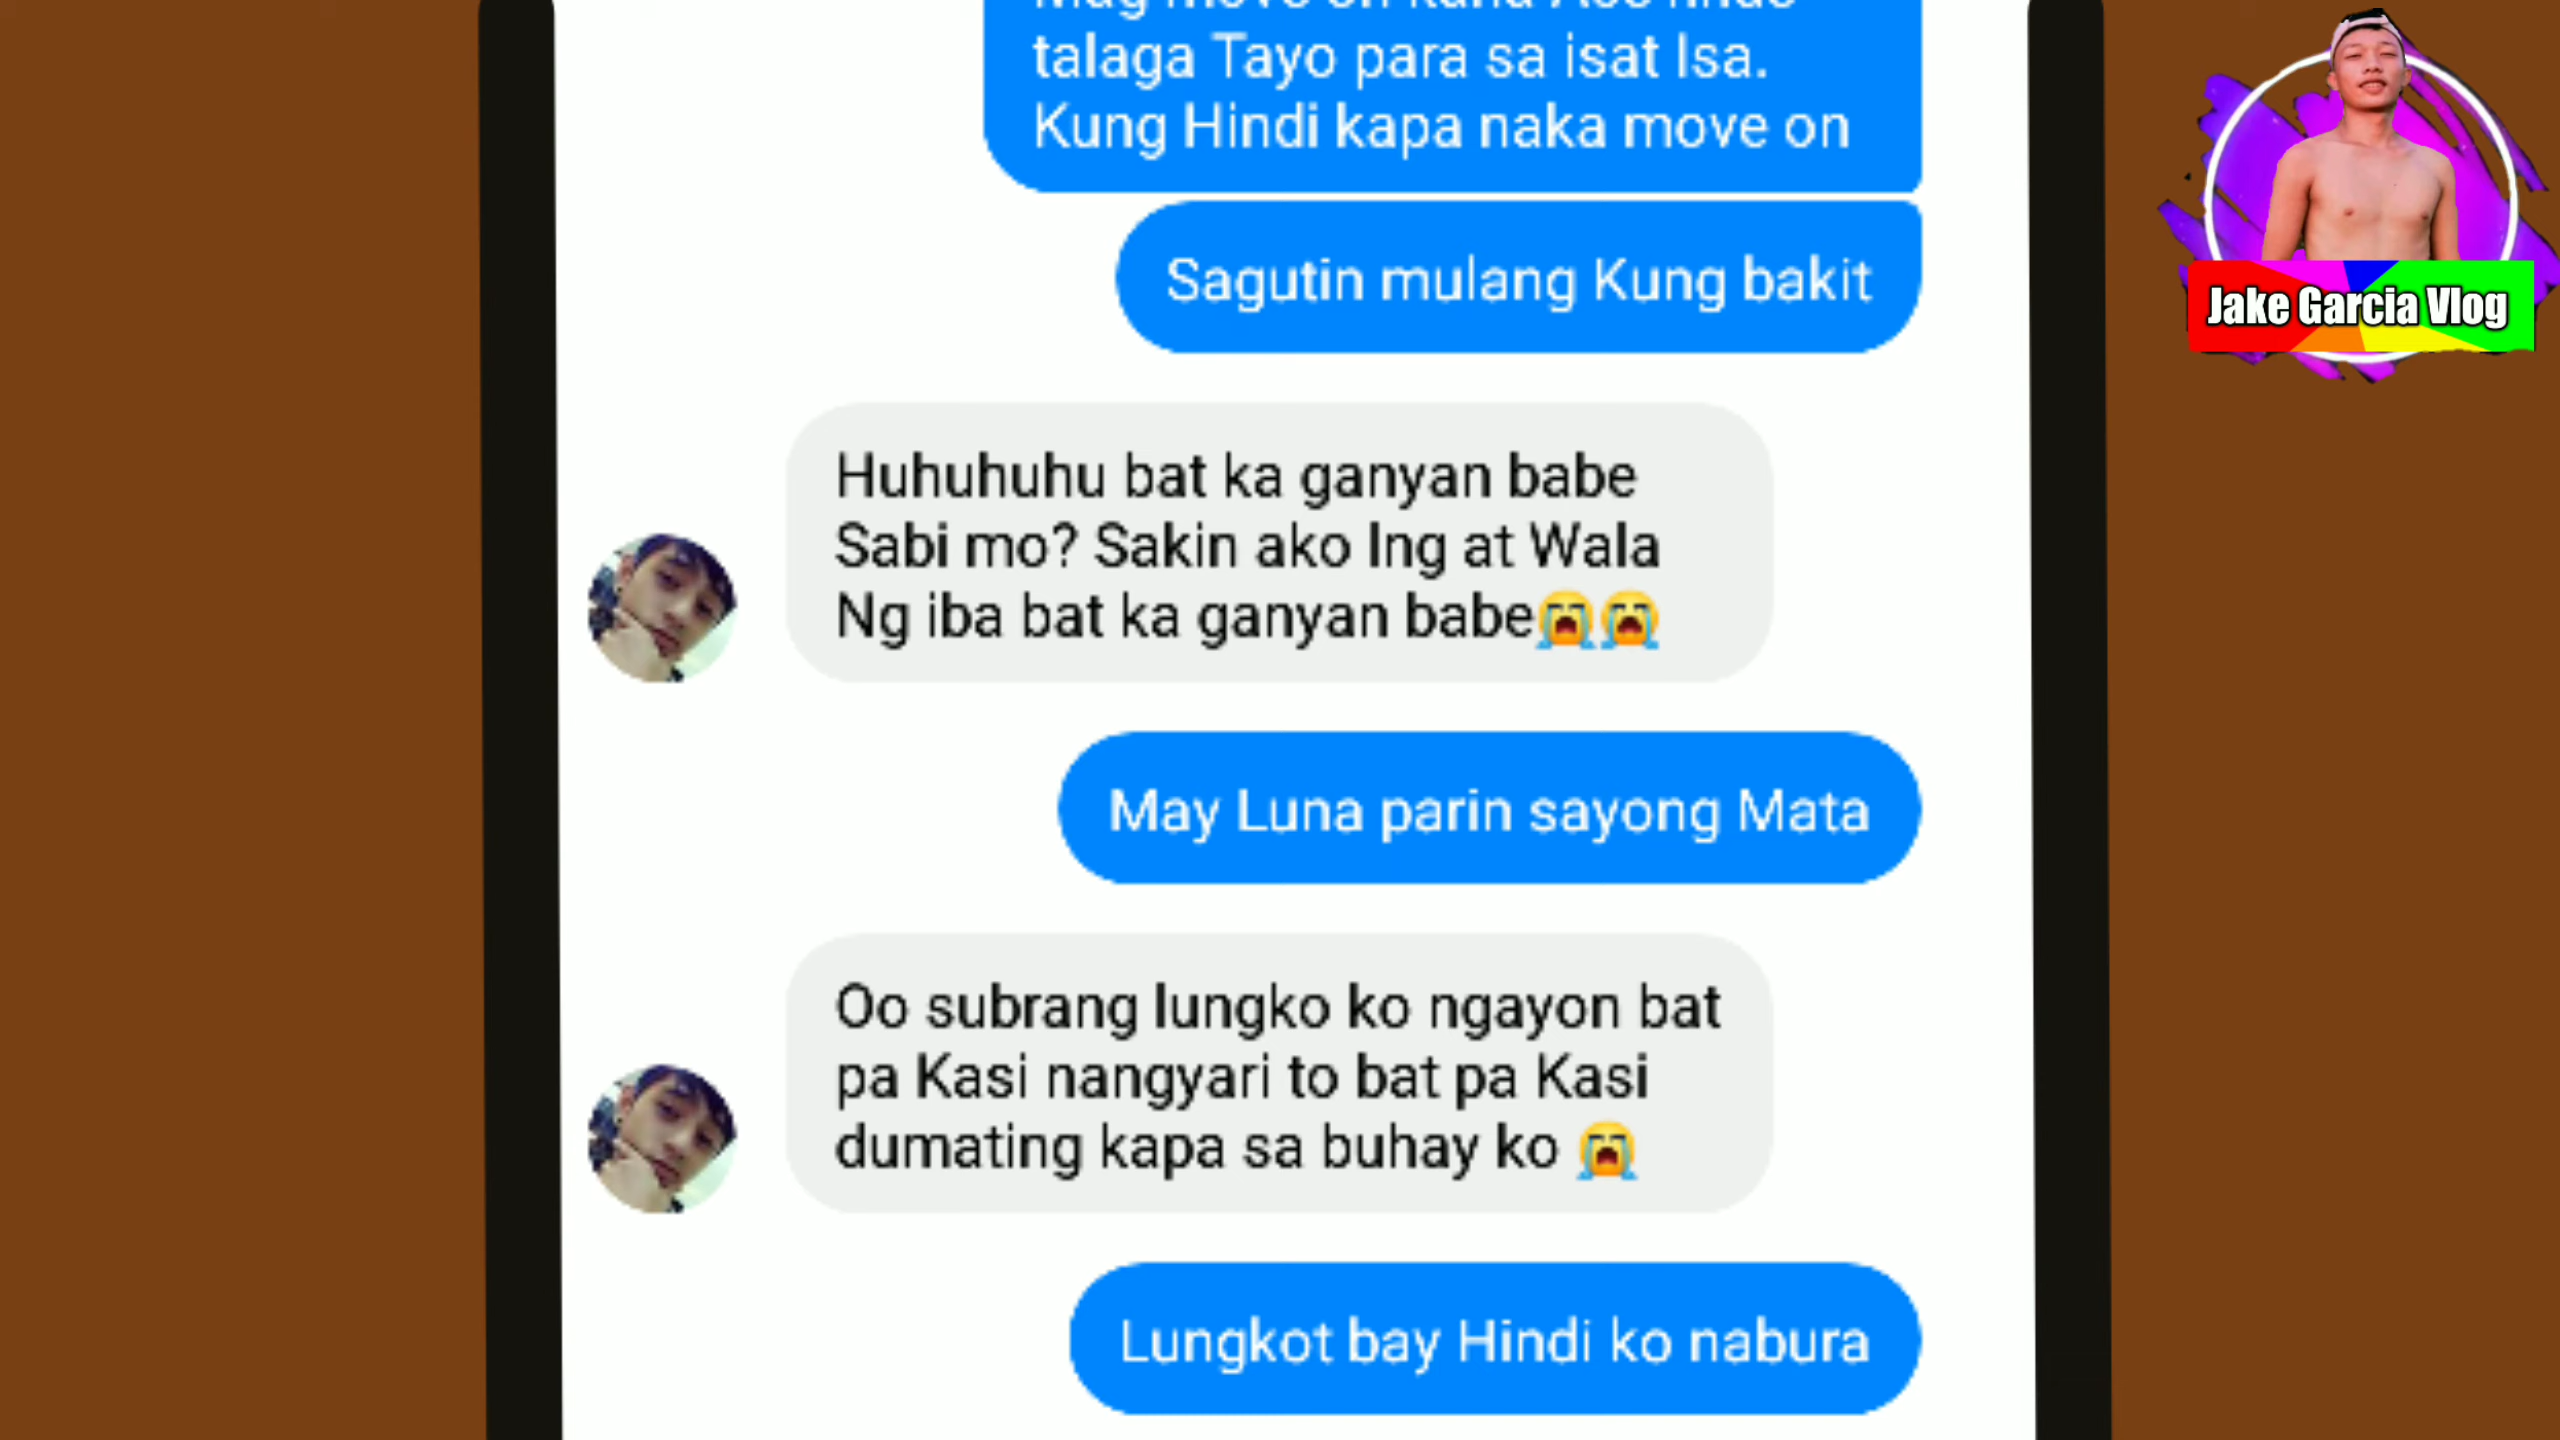 talaga Tayo para sa isat Isa.
Kung Hindi kapa naka move on
Sagutin mulang Kung bakit
Jake Garcia Vlog
Huhuhuhu bat ka ganyan babe
Sabi mo? Sakin ako lng at Wala
Ng iba bat ka ganyan babe😭😭
May Luna parin sayong Mata
Oo subrang lungko ko ngayon bat
pa Kasi nangyari to bat pa Kasi
dumating kapa sa buhay ko 😭
Lungkot bay Hindi ko nabura